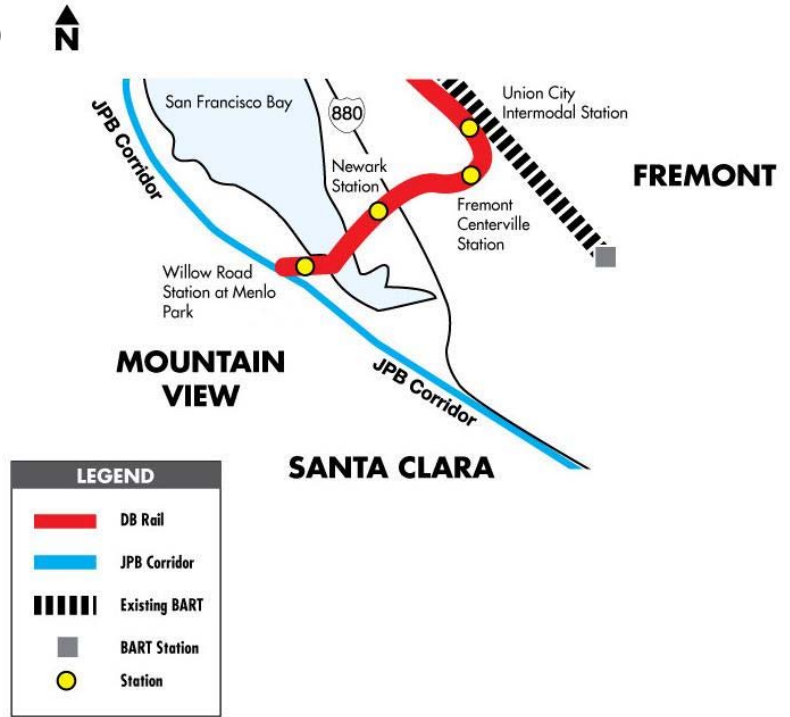 N
San Francisco Bay
JPB Corridor
880
Union City
Intermodal Station
FREMONT
Newark
Station
Fremont
Centerville
Station
Willow Road
Station at Menlo
Park
MOUNTAIN
VIEW
JPB Corridor
SANTA CLARA
LEGEND
DB Rail
JPB Corridor
Existing BART
BART Station
Station